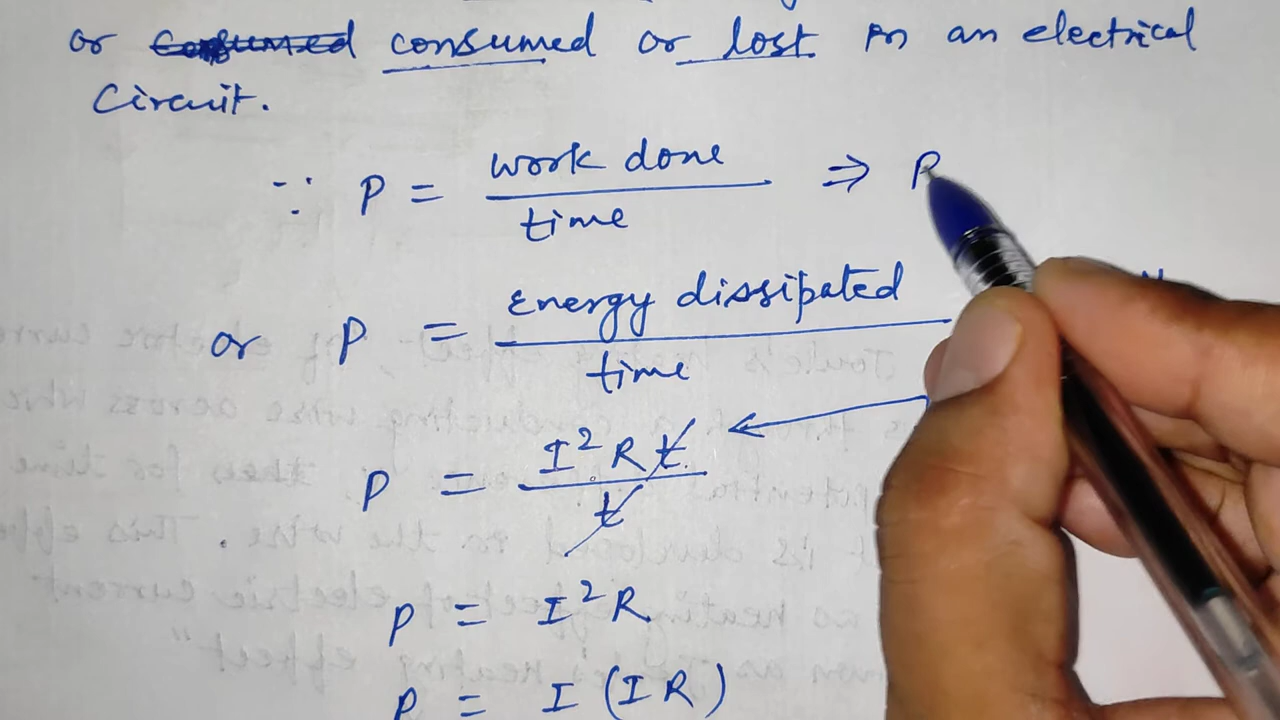 or consumed consumed or lost in an electrical
Circuit.
∵ P = work done / time ⇒ P
or P = Energy dissipated / time
P = I²Rt / t
P = I²R
P = I (IR)